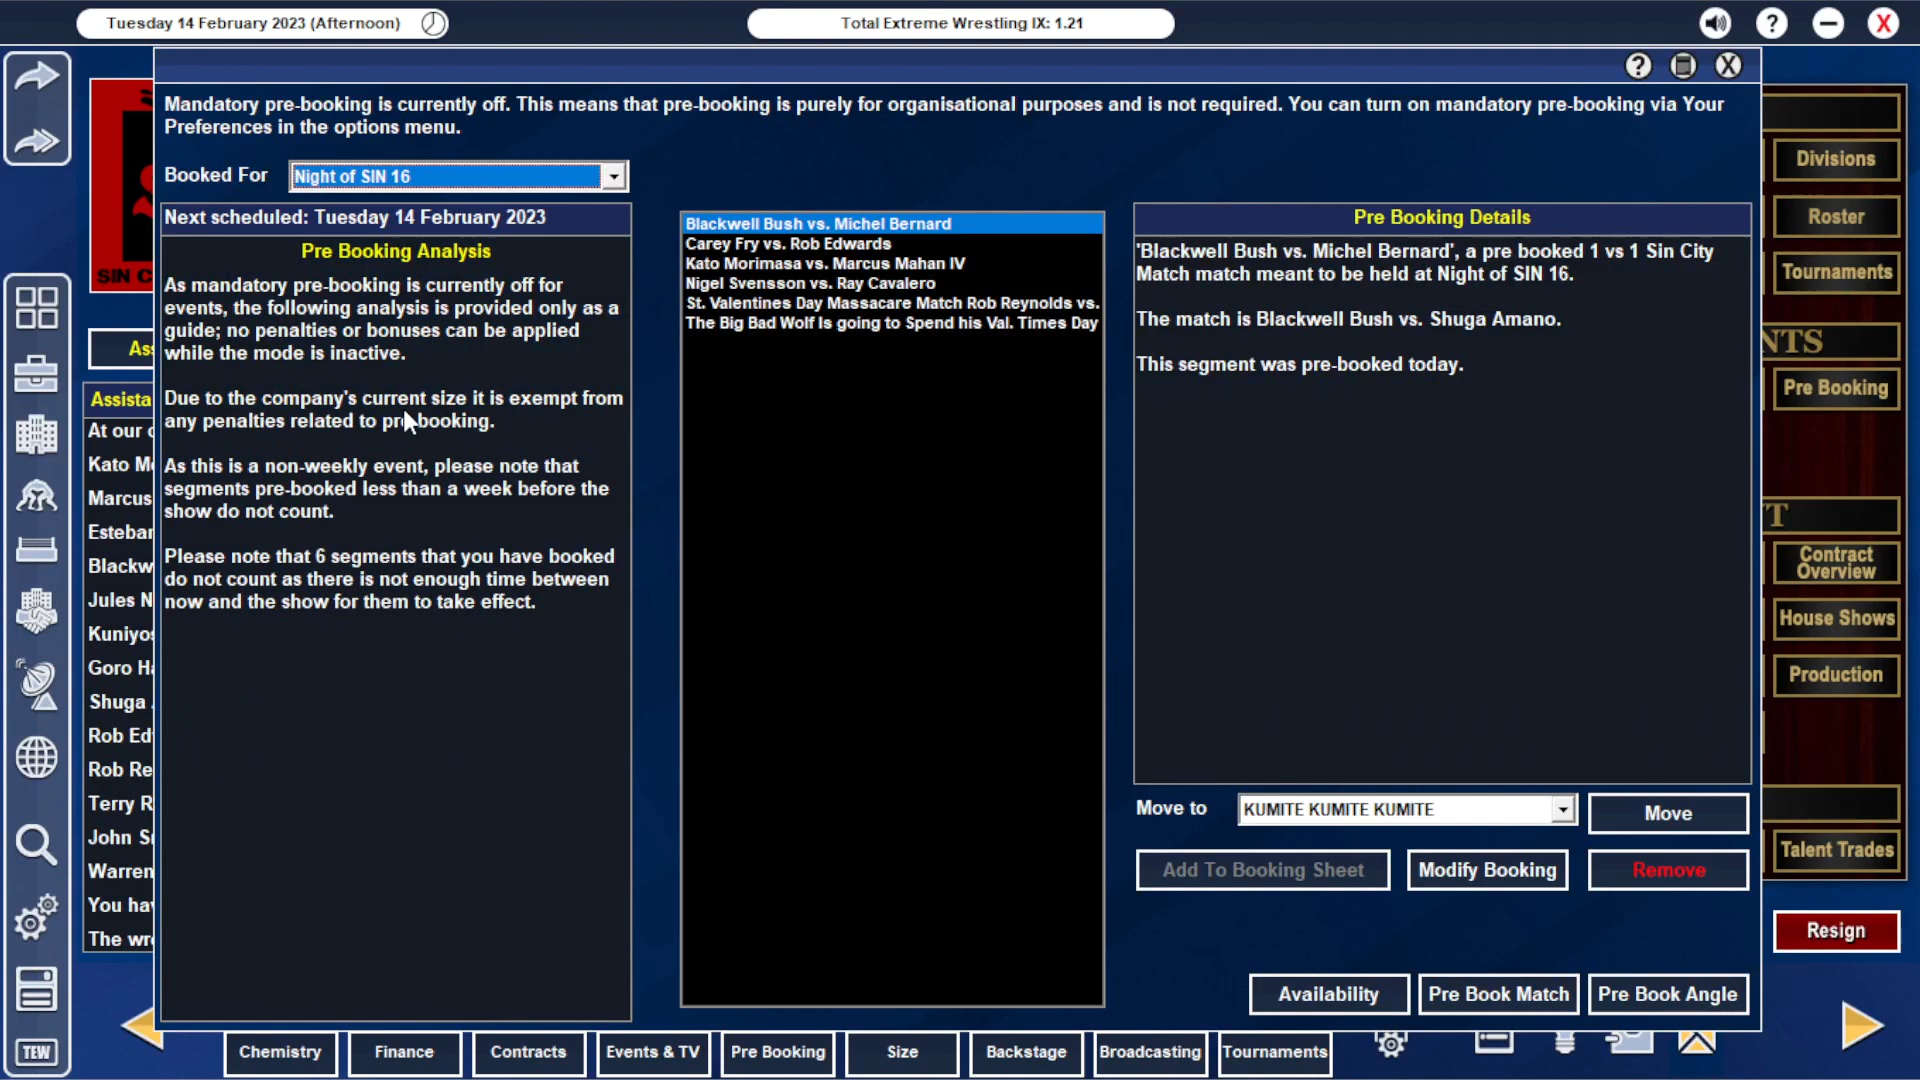 Tuesday 14 February 2023 (Afternoon)
Total Extreme Wrestling IX: 1.21
Mandatory pre-booking is currently off. This means that pre-booking is purely for organisational purposes and is not required. You can turn on mandatory pre-booking via Your
Preferences in the options menu.
Booked For
Night of SIN 16
Next scheduled: Tuesday 14 February 2023
Pre Booking Analysis
As mandatory pre-booking is currently off for
events, the following analysis is provided only as a
guide; no penalties or bonuses can be applied
while the mode is inactive.
Due to the company's current size it is exempt from
any penalties related to pre-booking.
As this is a non-weekly event, please note that
segments pre-booked less than a week before the
show do not count.
Please note that 6 segments that you have booked
do not count as there is not enough time between
now and the show for them to take effect.
Blackwell Bush vs. Michel Bernard
Carey Fry vs. Rob Edwards
Kato Morimasa vs. Marcus Mahan IV
Nigel Svensson vs. Ray Cavalero
St. Valentines Day Massacare Match Rob Reynolds vs.
The Big Bad Wolf Is going to Spend his Val. Times Day
Pre Booking Details
'Blackwell Bush vs. Michel Bernard', a pre booked 1 vs 1 Sin City
Match match meant to be held at Night of SIN 16.
The match is Blackwell Bush vs. Shuga Amano.
This segment was pre-booked today.
Move to
KUMITE KUMITE KUMITE
Move
Add To Booking Sheet
Modify Booking
Remove
Availability
Pre Book Match
Pre Book Angle
SIN C
Ass
Assista
At our c
Kato M
Marcus
Esteban
Blackw
Jules N
Kuniyos
Goro Ha
Shuga
Rob Ed
Rob Re
Terry R
John S
Warren
You hav
The wr
Divisions
Roster
Tournaments
NTS
Pre Booking
T
Contract
Overview
House Shows
Production
Talent Trades
Resign
TEW
Chemistry
Finance
Contracts
Events & TV
Pre Booking
Size
Backstage
Broadcasting
Tournaments